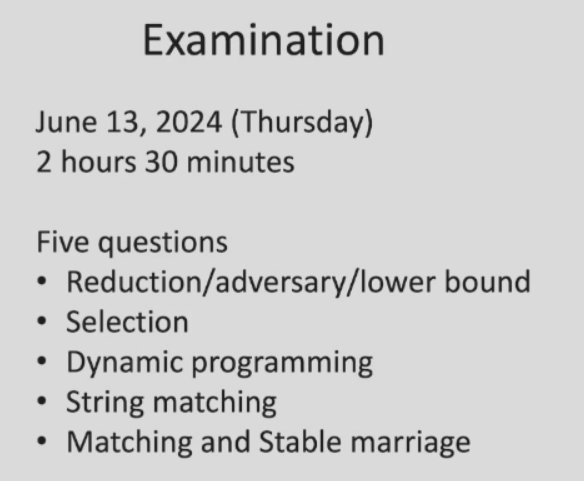 Examination
June 13, 2024 (Thursday)
2 hours 30 minutes
Five questions
• Reduction/adversary/lower bound
• Selection
• Dynamic programming
• String matching
• Matching and Stable marriage